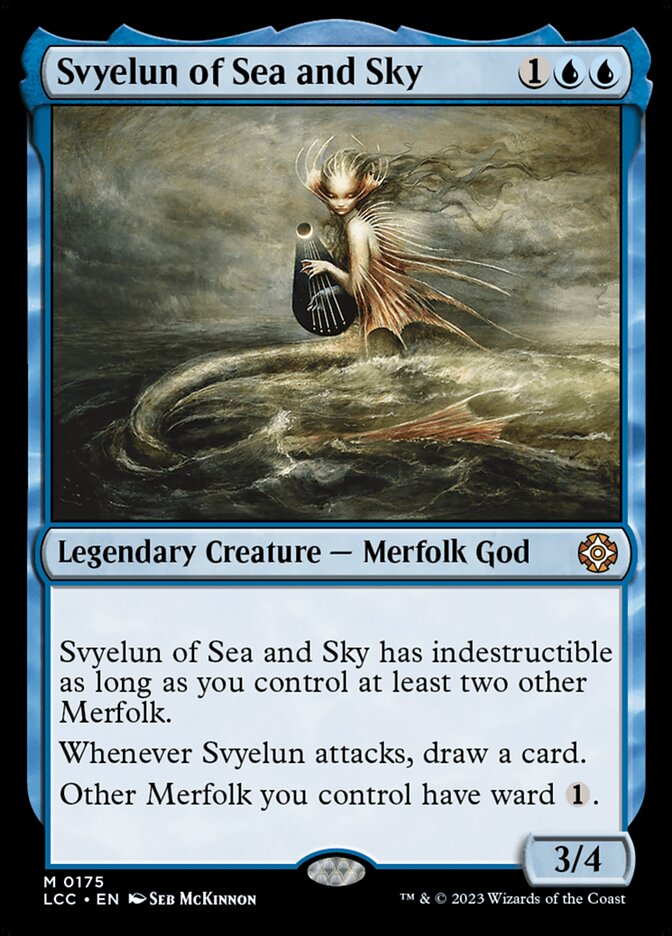 Svyelun of Sea and Sky 1
Legendary Creature — Merfolk God
Svyelun of Sea and Sky has indestructible
as long as you control at least two other
Merfolk.
Whenever Svyelun attacks, draw a card.
Other Merfolk you control have ward 1.
3/4
M 0175
LCC • EN Seb McKinnon
™ & © 2023 Wizards of the Coast